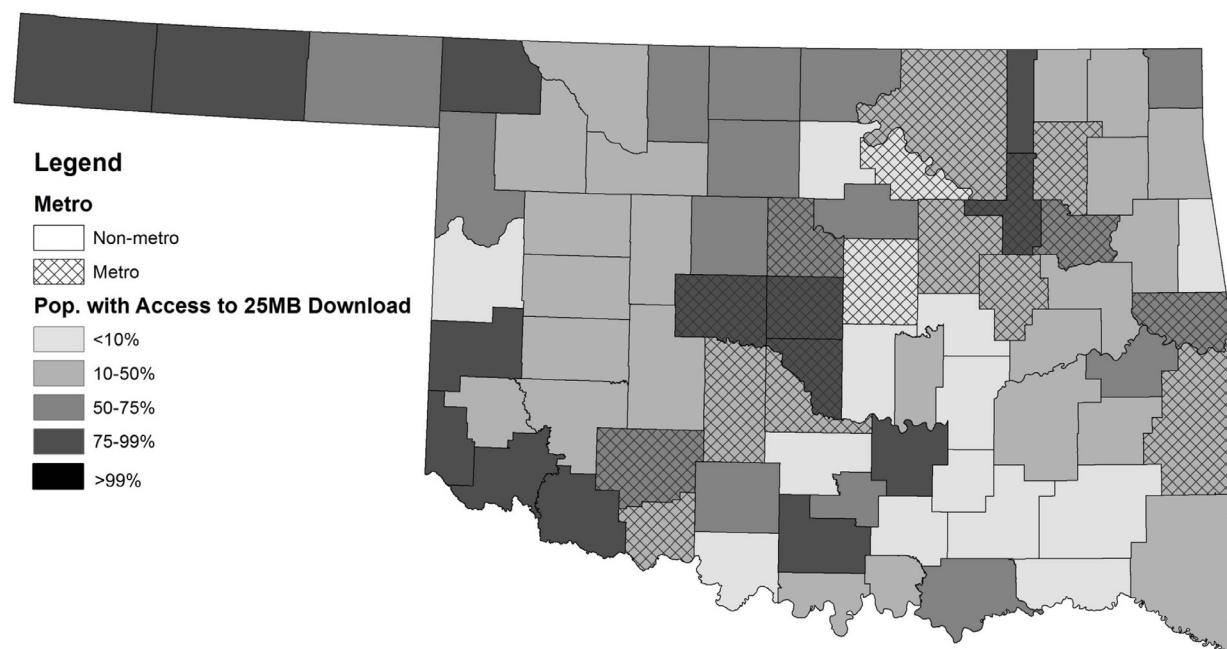 Legend
Metro
Non-metro
Metro
Pop. with Access to 25MB Download
<10%
10-50%
50-75%
75-99%
>99%